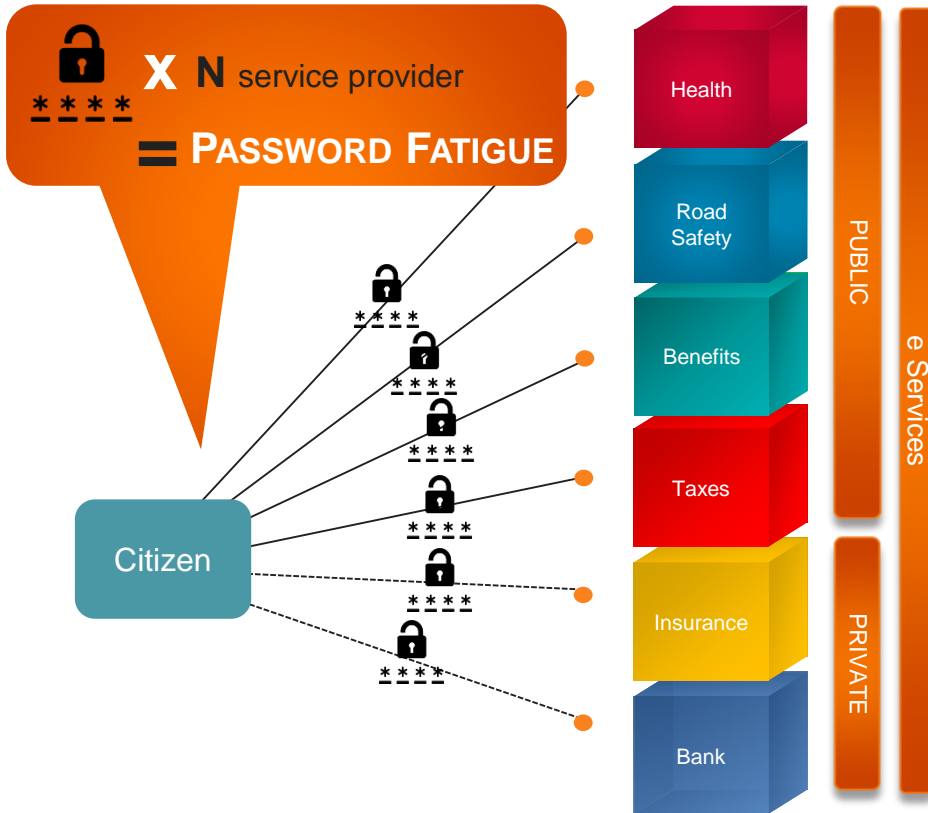 X N service provider
* * * *
= PASSWORD FATIGUE
Health
Road
Safety
* * * *
* * * *
Benefits
* * * *
Taxes
* * * *
Citizen
* * * *
Insurance
* * * *
Bank
PUBLIC
PRIVATE
e Services